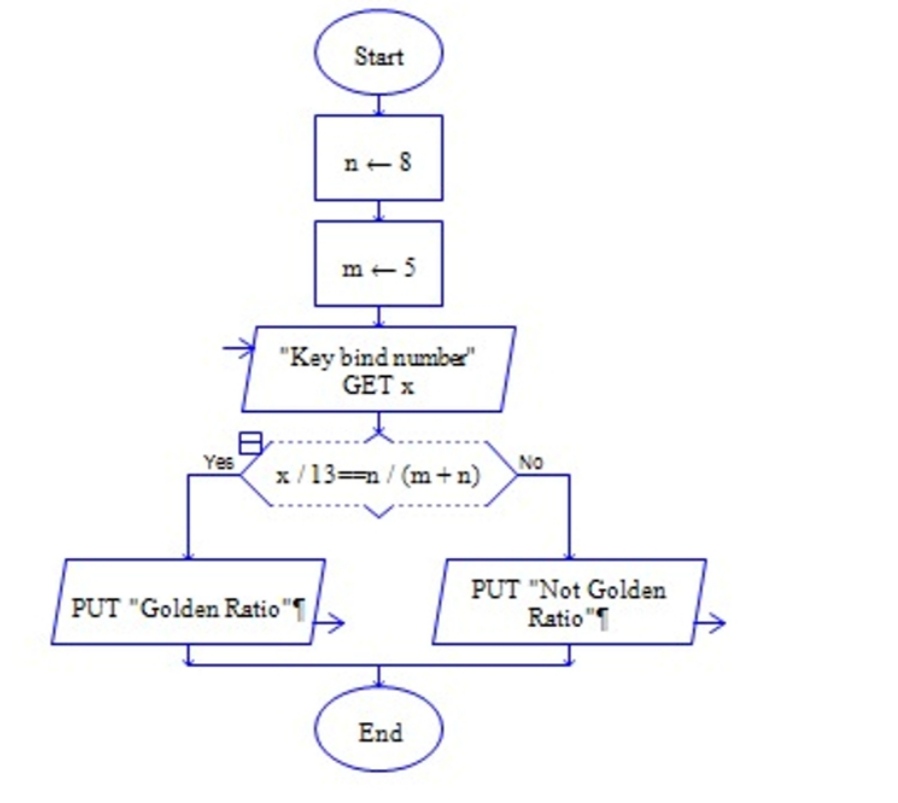 Start
n ← 8
m ← 5
"Key bind number"
GET x
Yes
x / 13==n / (m + n)
No
PUT "Golden Ratio"¶
PUT "Not Golden
Ratio"¶
End